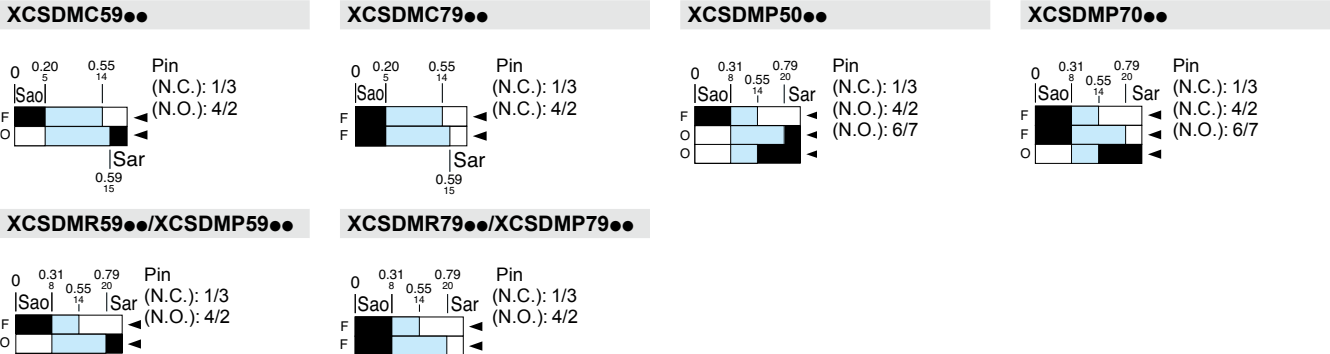 XCSDMC59●●
0 0.20 0.55
5 14
Sao
Pin
(N.C.): 1/3
(N.O.): 4/2
F
O
Sar
0.59
15
XCSDMC79●●
0 0.20 0.55
5 14
Sao
Pin
(N.C.): 1/3
(N.C.): 4/2
F
F
Sar
0.59
15
XCSDMP50●●
0 0.31 0.55 0.79
8 14 20
Sao Sar
Pin
(N.C.): 1/3
(N.O.): 4/2
(N.O.): 6/7
F
O
O
XCSDMP70●●
0 0.31 0.55 0.79
8 14 20
Sao Sar
Pin
(N.C.): 1/3
(N.C.): 4/2
(N.O.): 6/7
F
F
O
XCSDMR59●●/XCSDMP59●●
0 0.31 0.55 0.79
8 14 20
Sao Sar
Pin
(N.C.): 1/3
(N.O.): 4/2
F
O
XCSDMR79●●/XCSDMP79●●
0 0.31 0.55 0.79
8 14 20
Sao Sar
Pin
(N.C.): 1/3
(N.O.): 4/2
F
F